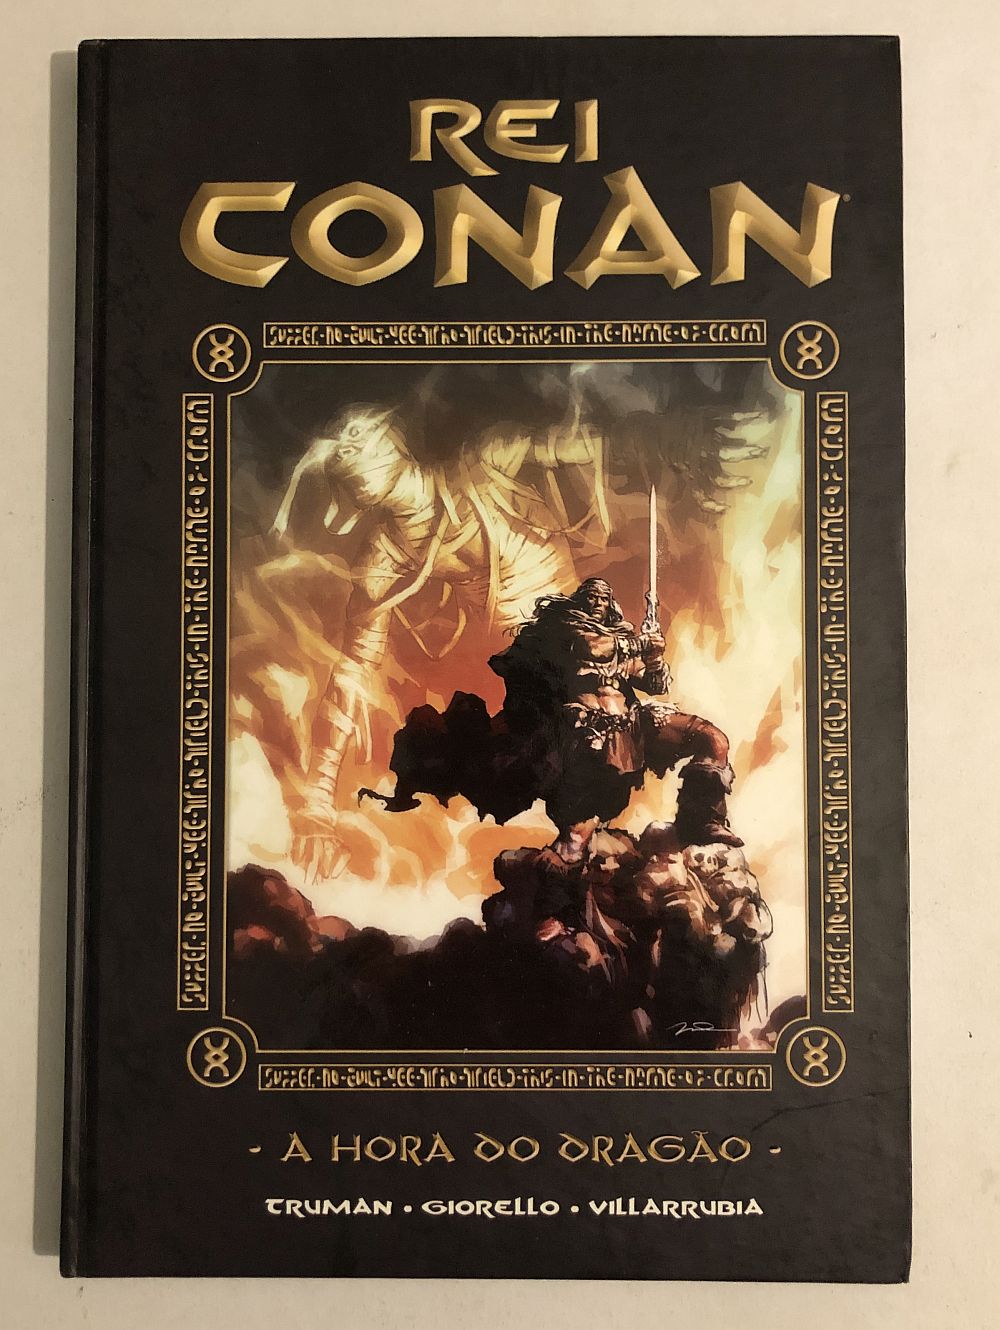 REI
CONAN®
SUFFER·NO·GUILT·YEE·WHO·WIELD·THIS·IN·THE·NAME·OF·CROM
SUFFER·NO·GUILT·YEE·WHO·WIELD·THIS·IN·THE·NAME·OF·CROM
SUFFER·NO·GUILT·YEE·WHO·WIELD·THIS·IN·THE·NAME·OF·CROM
SUFFER·NO·GUILT·YEE·WHO·WIELD·THIS·IN·THE·NAME·OF·CROM
- A HORA DO DRAGÃO -
TRUMAN • GIORELLO • VILLARRUBIA